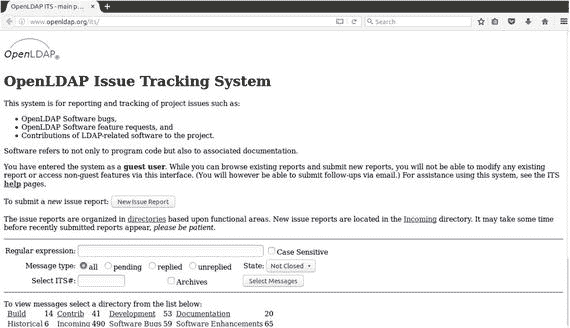 OpenLDAP ITS - main p...
www.openldap.org/its/
Search
OpenLDAP
OpenLDAP Issue Tracking System
This system is for reporting and tracking of project issues such as:
OpenLDAP Software bugs,
OpenLDAP Software feature requests, and
Contributions of LDAP-related software to the project.
Software refers to not only to program code but also to associated documentation.
You have entered the system as a guest user. While you can browse existing reports and submit new reports, you will not be able to modify any existing
report or access non-guest features via this interface. (You will however be able to submit follow-ups via email.) For assistance using this system, see the ITS
help pages.
To submit a new issue report: New Issue Report
The issue reports are organized in directories based upon functional areas. New issue reports are located in the Incoming directory. It may take some time
before recently submitted reports appear, please be patient.
Regular expression: Case Sensitive
Message type: all pending replied unreplied State: Not Closed
Select ITS#: Archives Select Messages
To view messages select a directory from the list below:
Build 14 Contrib 41 Development 53 Documentation 20
Historical 6 Incoming 490 Software Bugs 59 Software Enhancements 65